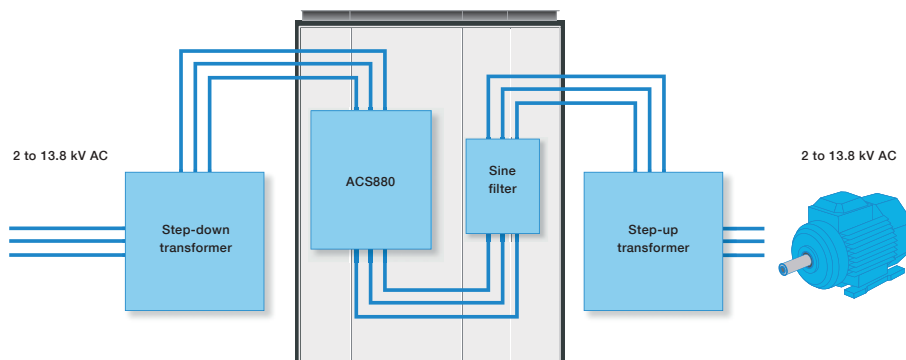 2 to 13.8 kV AC
Step-down
transformer
ACS880
Sine
filter
Step-up
transformer
2 to 13.8 kV AC